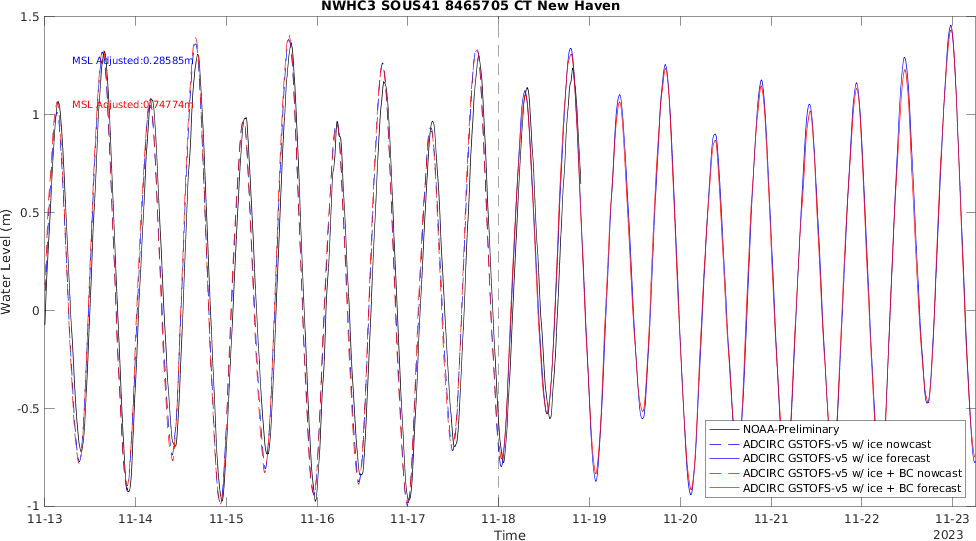 NWHC3 SOUS41 8465705 CT New Haven
1.5
MSL Adjusted:0.28585m
MSL Adjusted:0.74774m
1
0.5
Water Level (m)
0
-0.5
-1
NOAA-Preliminary
ADCIRC GSTOFS-v5 w/ ice nowcast
ADCIRC GSTOFS-v5 w/ ice forecast
ADCIRC GSTOFS-v5 w/ ice + BC nowcast
ADCIRC GSTOFS-v5 w/ ice + BC forecast
11-13 11-14 11-15 11-16 11-17 11-18 11-19 11-20 11-21 11-22 11-23
Time
2023